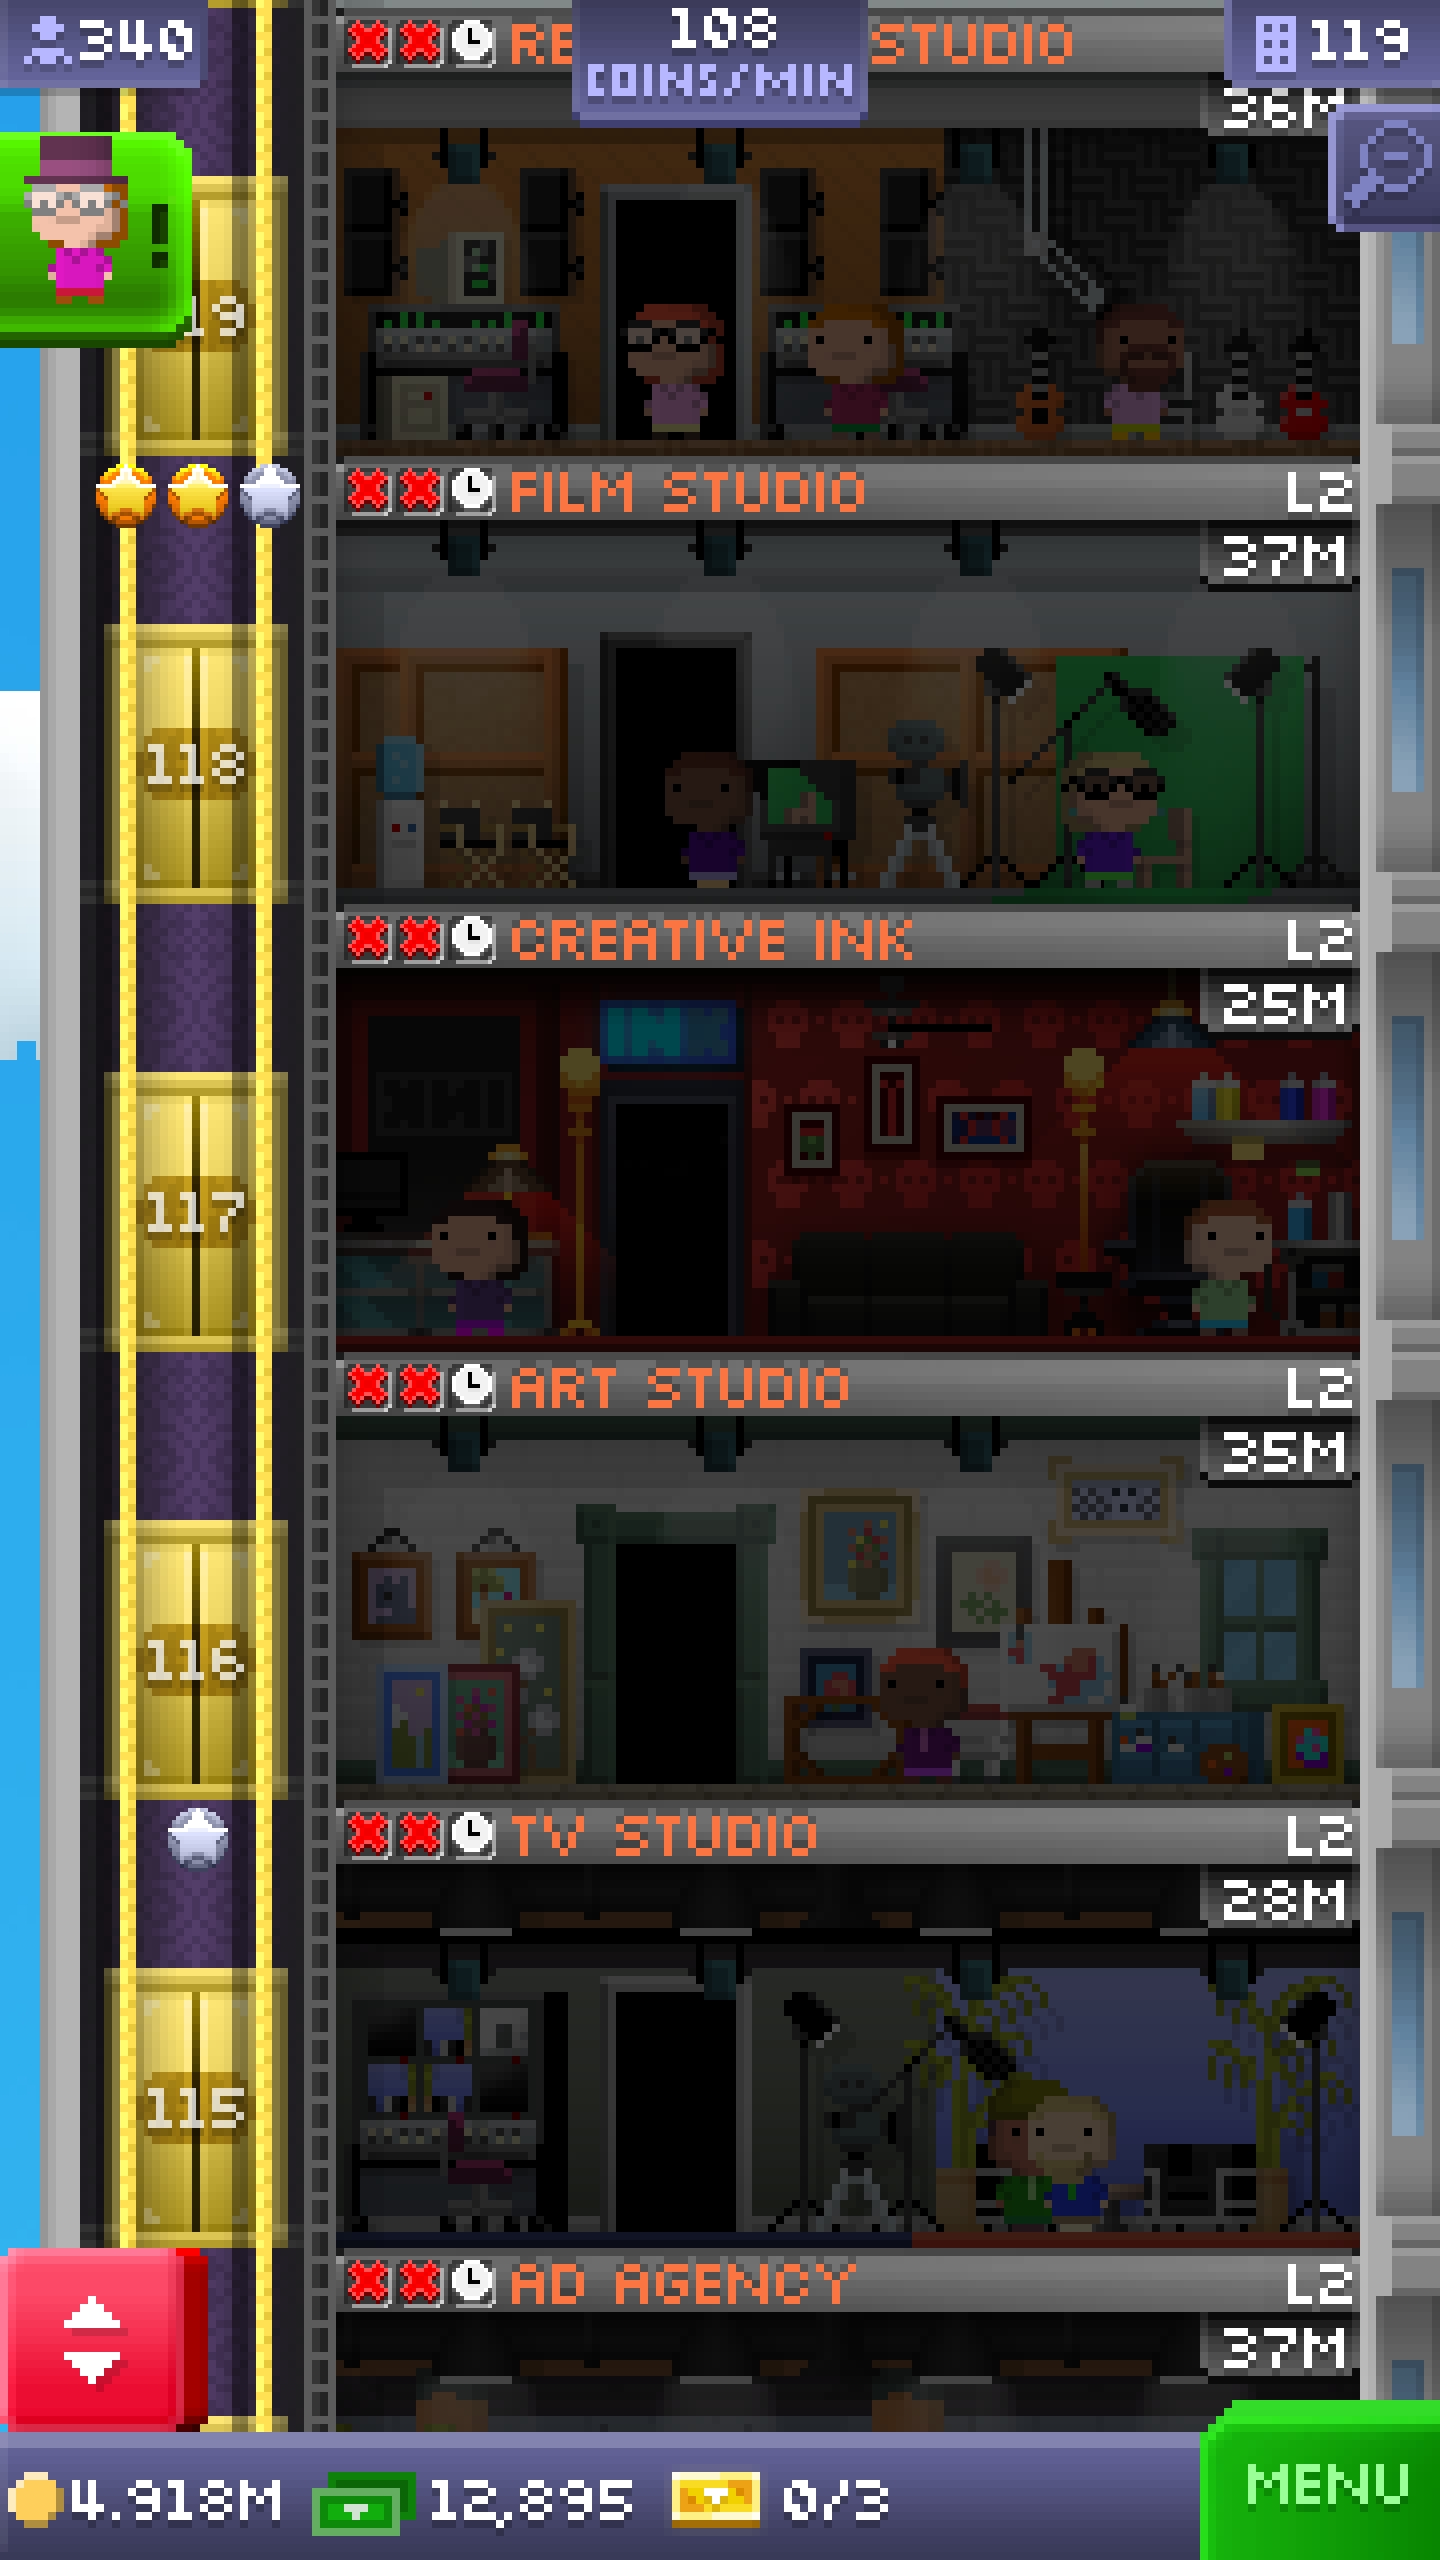 340
108
COINS/MIN
119
STUDIO
36M
FILM STUDIO L2
37M
118
CREATIVE INK L2
25M
INK
117
ART STUDIO L2
35M
116
TV STUDIO L2
28M
115
AD AGENCY L2
37M
4.918M 12,895 0/3
MENU